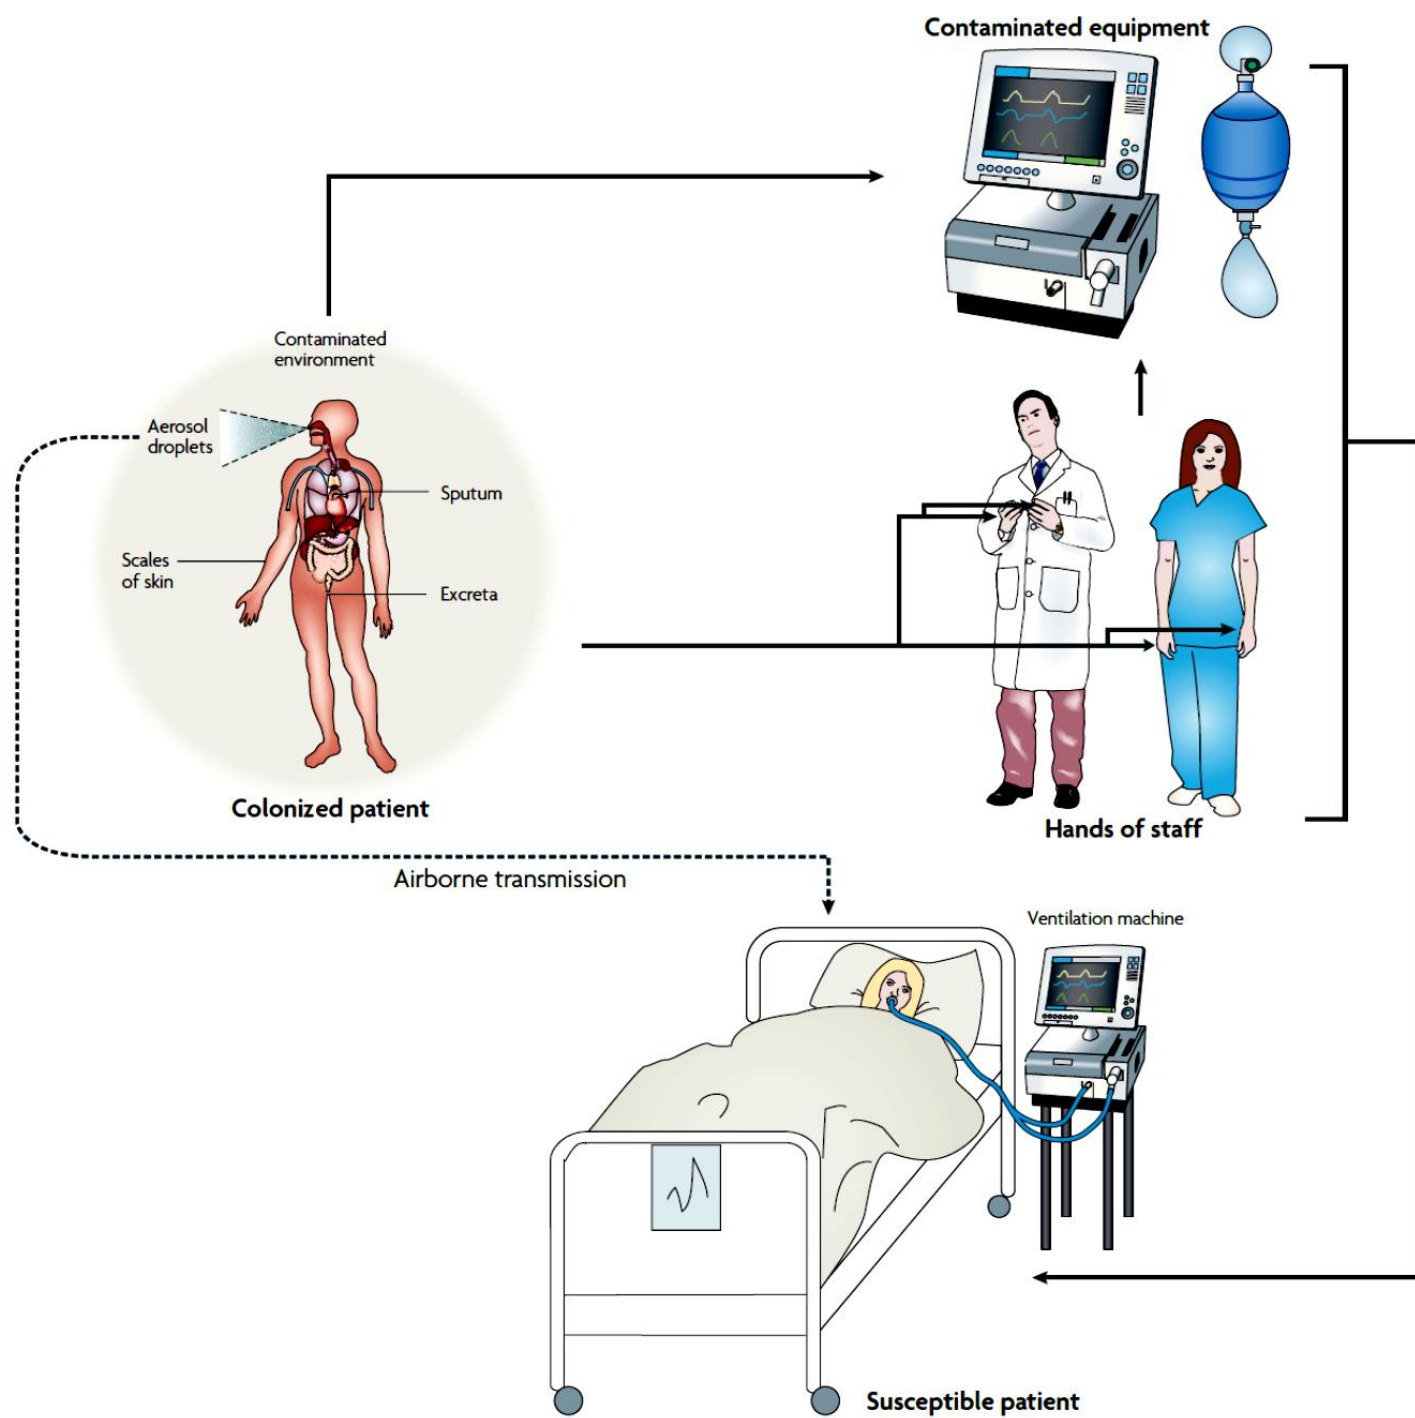 Contaminated equipment
Contaminated
environment
Aerosol
droplets
Sputum
Scales
of skin
Excreta
Colonized patient
Hands of staff
Airborne transmission
Ventilation machine
Susceptible patient